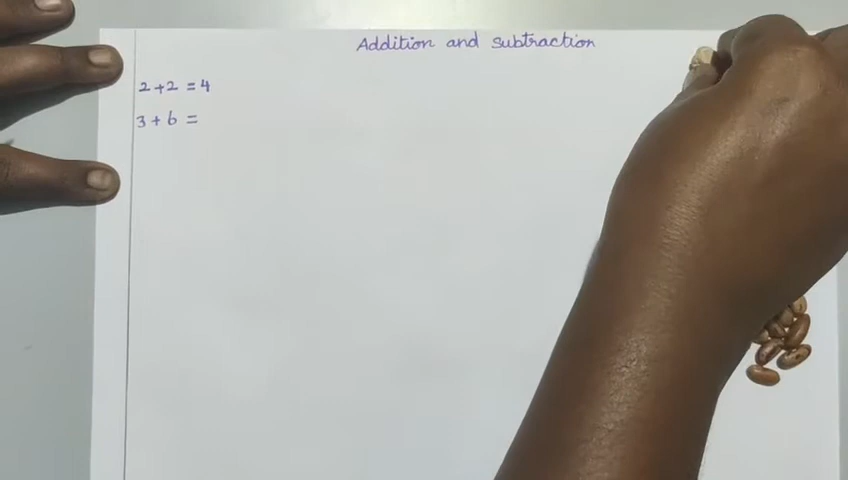 Addition and subtraction
2 + 2 = 4
3 + 6 =